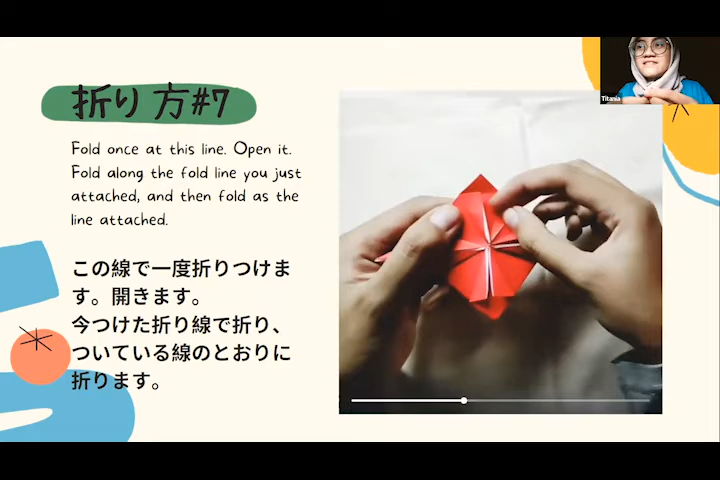 折り方#7
Fold once at this line. Open it.
Fold along the fold line you just
attached, and then fold as the
line attached.
この線で一度折りつけま
す。開きます。
今つけた折り線で折り、
ついている線のとおりに
折ります。
Titania